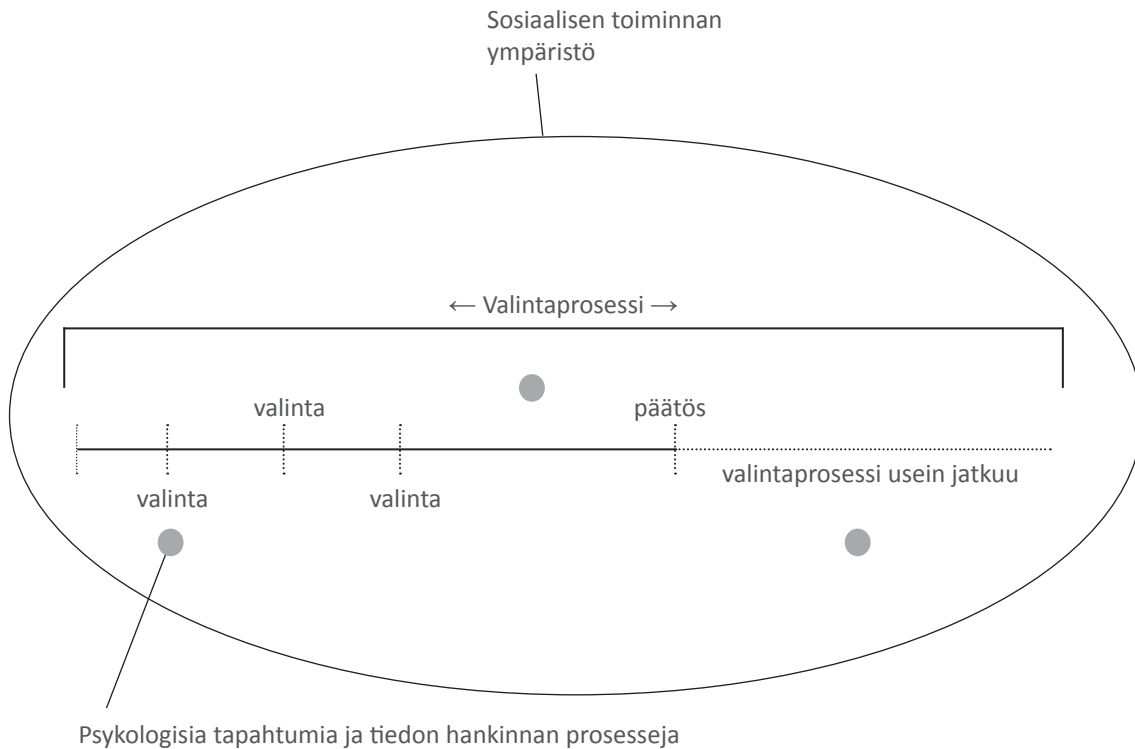 Sosiaalisen toiminnan
ympäristö
← Valintaprosessi →
valinta
päätös
valintaprosessi usein jatkuu
valinta
valinta
Psykologisia tapahtumia ja tiedon hankinnan prosesseja